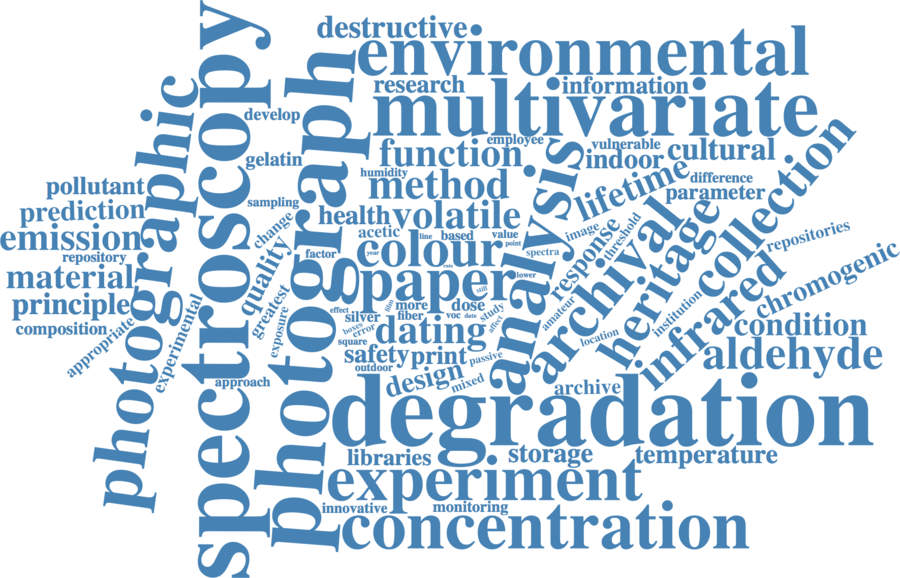 destructive
environmental
research
information
multivariate
develop
employee
function
vulnerable
cultural
gelatin
indoor
humidity
method
lifetime
difference
parameter
pollutant
photographic
spectroscopy
photograph
sampling
prediction
health
volatile
analysis
image
threshold
collection
emission
change
acetic
line
based
value
point
response
archival
heritage
repositories
repository
factor
year
colour
spectra
material
quality
rate
paper
lower
still
infrared
chromogenic
principle
greatest
effect
film
more
dose
study
amateur
institution
composition
experimental
exposure
silver
fiber
voc
date
affect
condition
boxes
error
dating
location
appropriate
square
safety
print
passive
aldehyde
outdoor
approach
design
mixed
archive
degradation
libraries
storage
temperature
experiment
innovative
monitoring
concentration